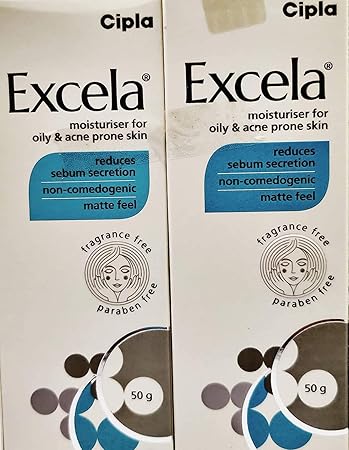 Cipla
Excela®
moisturiser for
oily & acne prone skin
reduces
sebum secretion
non-comedogenic
matte feel
fragrance free
paraben free
50 g
Cipla
Excela®
moisturiser for
oily & acne prone skin
reduces
sebum secretion
non-comedogenic
matte feel
fragrance free
paraben free
50 g